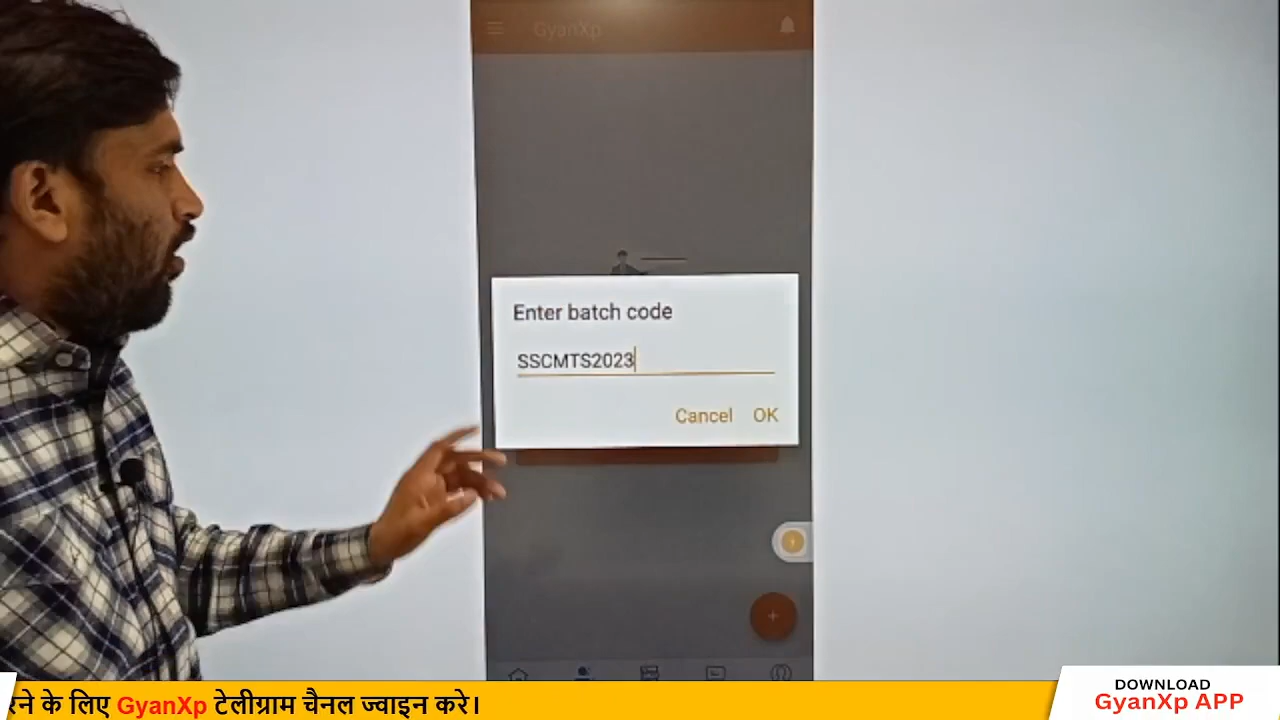 GyanXp
Enter batch code
SSCMTS2023
Cancel OK
के लिए GyanXp टेलीग्राम चैनल ज्वाइन करे।
DOWNLOAD
GyanXp APP